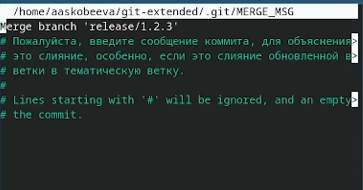 /home/aaskobeeva/git-extended/.git/MERGE_MSG
Merge branch 'release/1.2.3'
# Пожалуйста, введите сообщение коммита, для объяснения>
# это слияние, особенно, если это слияние обновленной в>
# ветки в тематическую ветку.
#
# Lines starting with '#' will be ignored, and an empty>
# the commit.